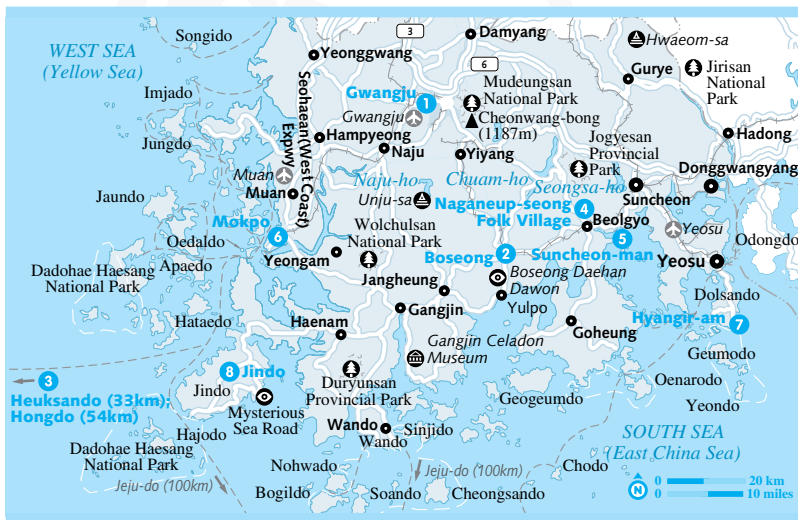 Songido
WEST SEA
(Yellow Sea)
Yeonggwang
3
Damyang
Hwaeom-sa
6
Gurye
Jirisan
National
Park
Imjado
Seohaean (West Coast)
Expwy
Gwangju
1
Gwangju
Mudeungsan
National Park
Cheonwang-bong
(1187m)
Jungdo
Hampyeong
Naju
Yiyang
Jogyesan
Provincial
Park
Hadong
Donggwangyang
Muan
Muan
Naju-ho
Chuam-ho
Seongsa-ho
Suncheon
Jaundo
Unju-sa
Naganeup-seong
Folk Village
4
Beolgyo
Yeosu
Mokpo
6
Oedaldo
Wolchulsan
National Park
Boseong
2
Suncheon-man
5
Odongdo
Dadohae Haesang
National Park
Apaedo
Yeongam
Boseong Daehan
Dawon
Yeosu
Jangheung
Yulpo
Dolsando
Hataedo
Haenam
Gangjin
Goheung
Hyangir-am
7
Gangjin Celadon
Museum
Geumodo
3
Heuksando (33km);
Hongdo (54km)
8
Jindo
Jindo
Mysterious
Sea Road
Duryunsan
Provincial Park
Geogeumdo
Oenarodo
Yeondo
Hajodo
Wando
Wando
Sinjido
SOUTH SEA
(East China Sea)
Dadohae Haesang
National Park
Jeju-do (100km)
Nohwado
Bogildo
Soando
Jeju-do (100km)
Cheongsando
Chodo
N
0 20 km
0 10 miles